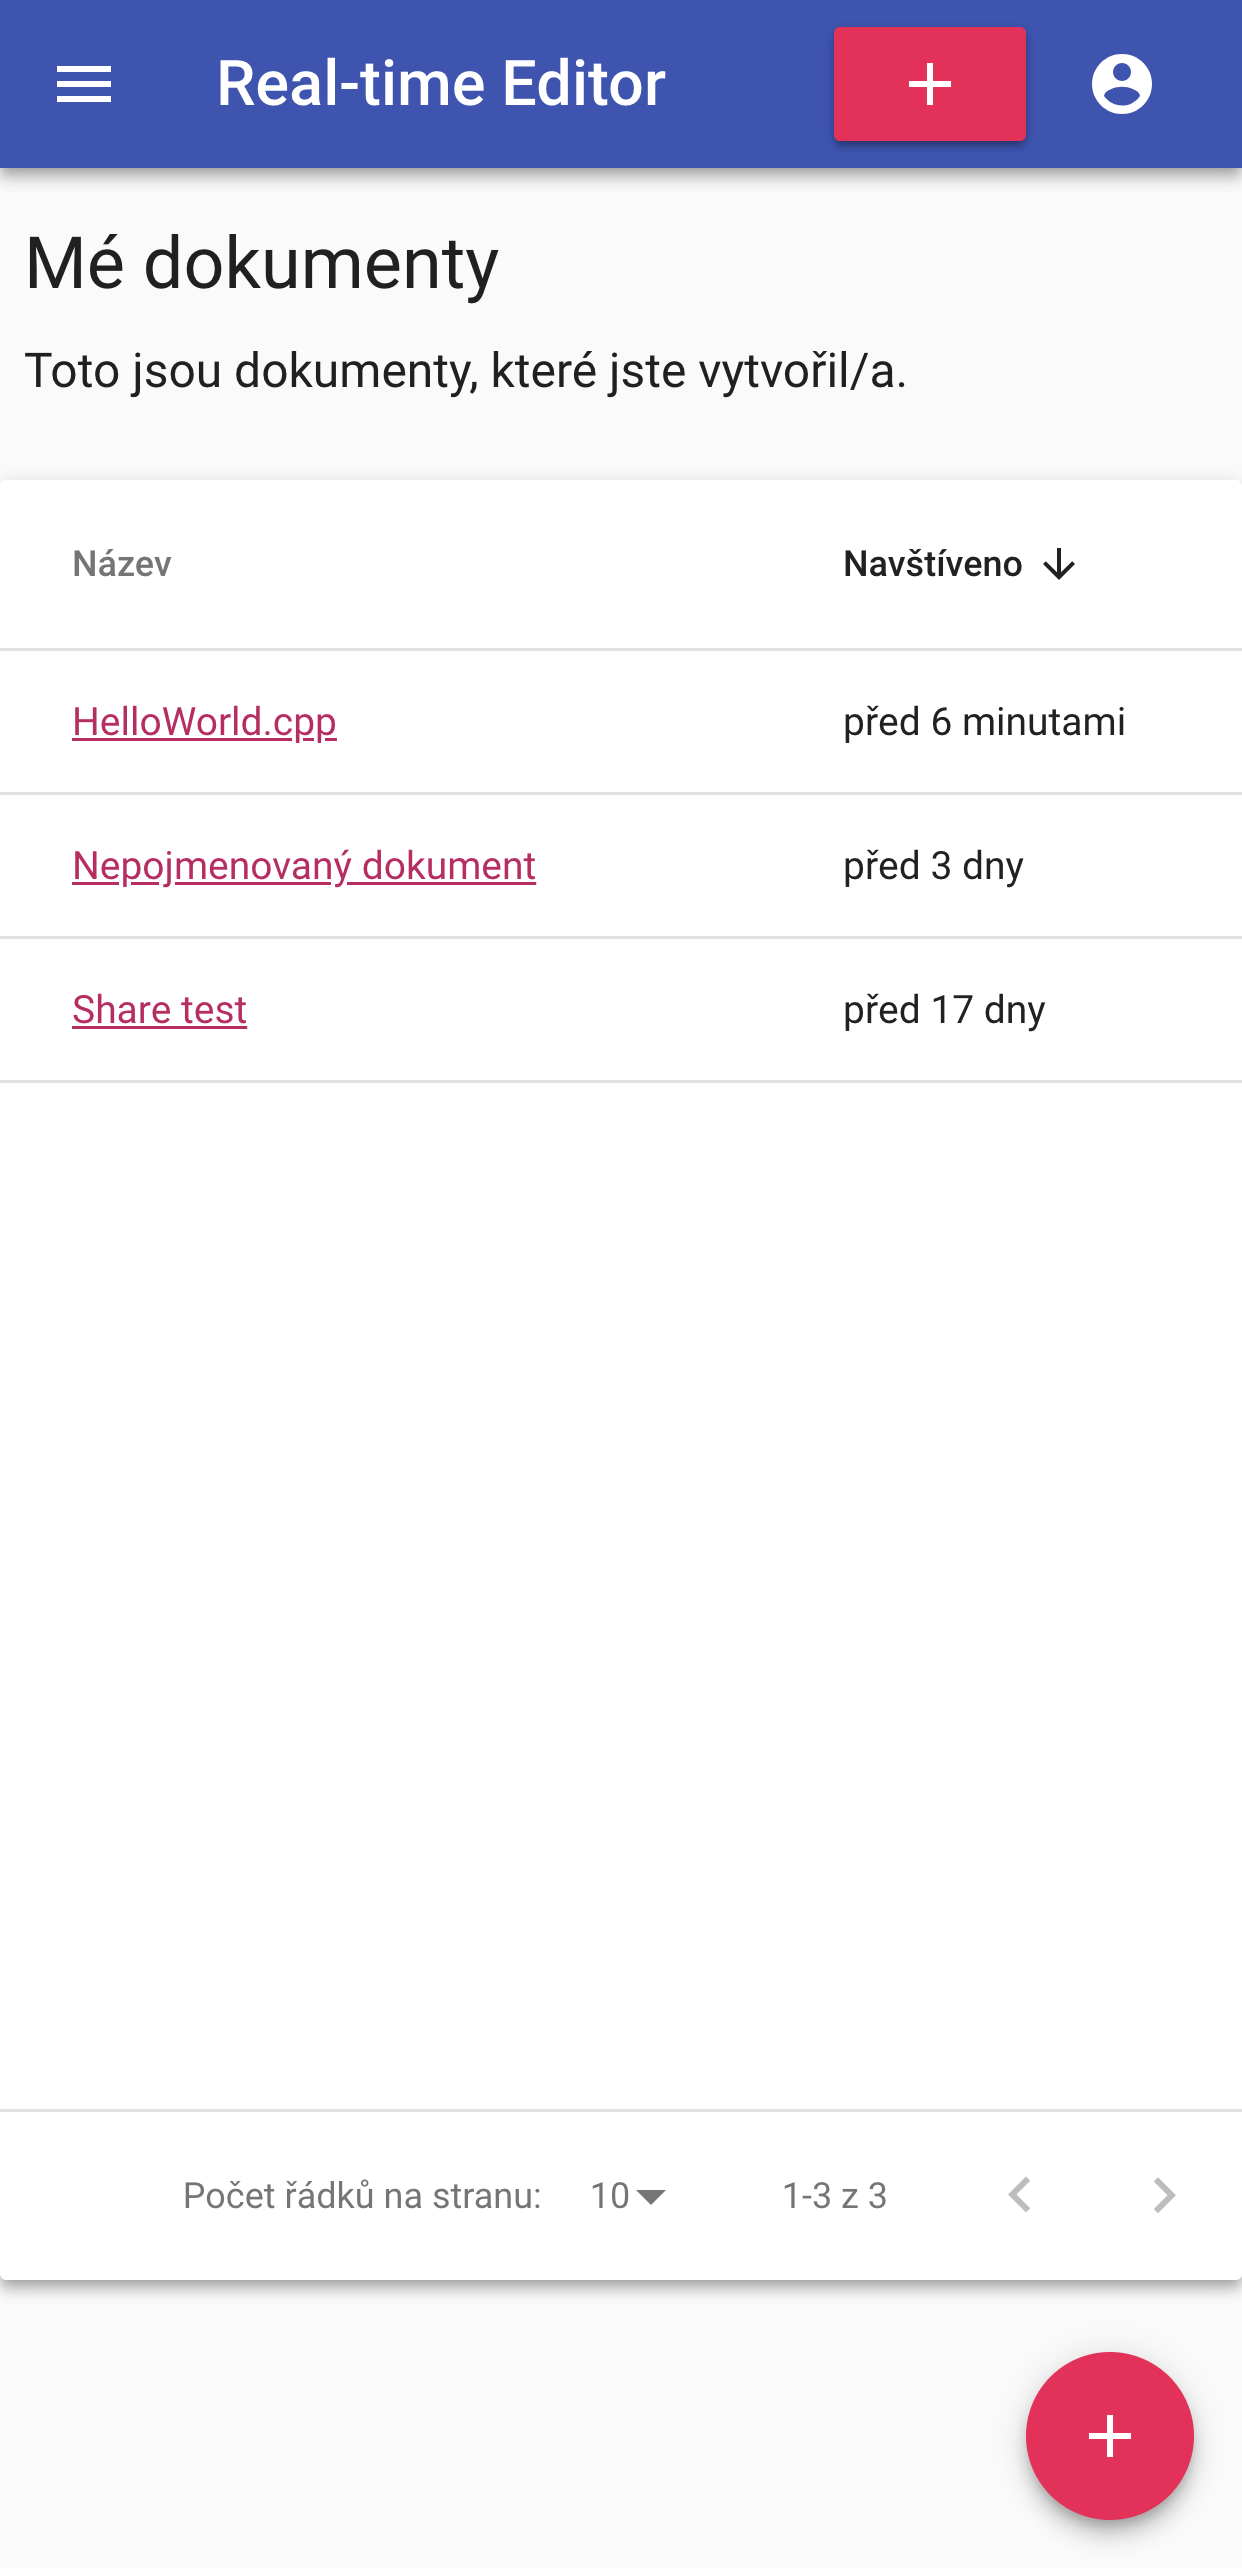 Real-time Editor
Mé dokumenty
Toto jsou dokumenty, které jste vytvořil/a.
Název Navštíveno
HelloWorld.cpp před 6 minutami
Nepojmenovaný dokument před 3 dny
Share test před 17 dny
Počet řádků na stranu: 10 1-3 z 3